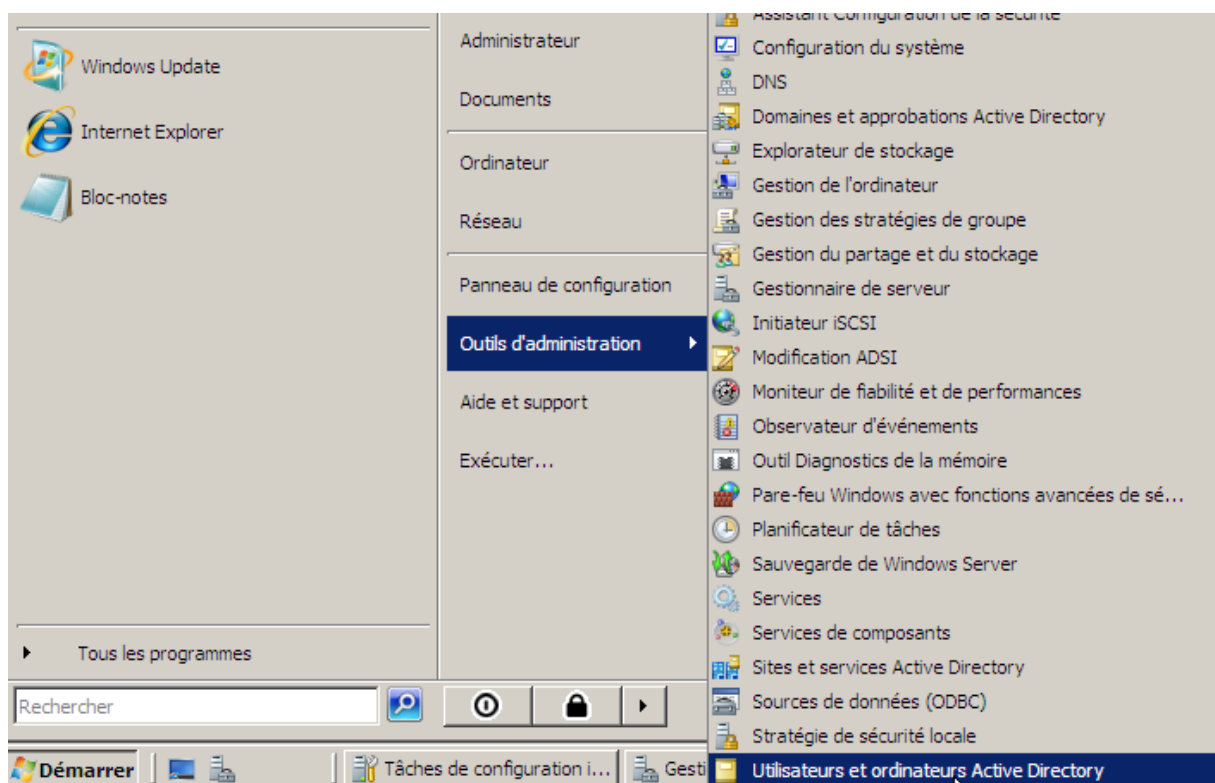 Windows Update
Internet Explorer
Bloc-notes
Tous les programmes
Rechercher
Administrateur
Documents
Ordinateur
Réseau
Panneau de configuration
Outils d'administration
Aide et support
Exécuter...
Assistant Configuration de la sécurité
Configuration du système
DNS
Domaines et approbations Active Directory
Explorateur de stockage
Gestion de l'ordinateur
Gestion des stratégies de groupe
Gestion du partage et du stockage
Gestionnaire de serveur
Initiateur iSCSI
Modification ADSI
Moniteur de fiabilité et de performances
Observateur d'événements
Outil Diagnostics de la mémoire
Pare-feu Windows avec fonctions avancées de sé...
Planificateur de tâches
Sauvegarde de Windows Server
Services
Services de composants
Sites et services Active Directory
Sources de données (ODBC)
Stratégie de sécurité locale
Utilisateurs et ordinateurs Active Directory
Démarrer
Tâches de configuration i...
Gesti